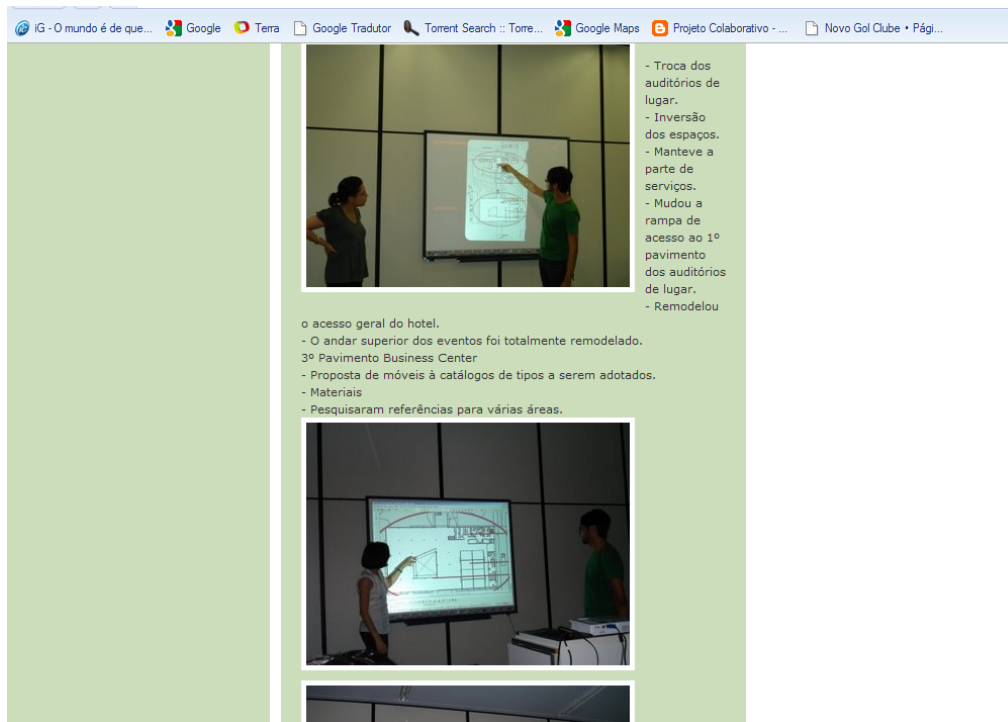 iG - O mundo é de que...
Google
Terra
Google Tradutor
Torrent Search :: Torre...
Google Maps
Projeto Colaborativo - ...
Novo Gol Clube • Pági...
- Troca dos
auditórios de
lugar.
- Inversão
dos espaços.
- Manteve a
parte de
serviços.
- Mudou a
rampa de
acesso ao 1º
pavimento
dos auditórios
de lugar.
- Remodelou
o acesso geral do hotel.
- O andar superior dos eventos foi totalmente remodelado.
3º Pavimento Business Center
- Proposta de móveis à catálogos de tipos a serem adotados.
- Materiais
- Pesquisaram referências para várias áreas.